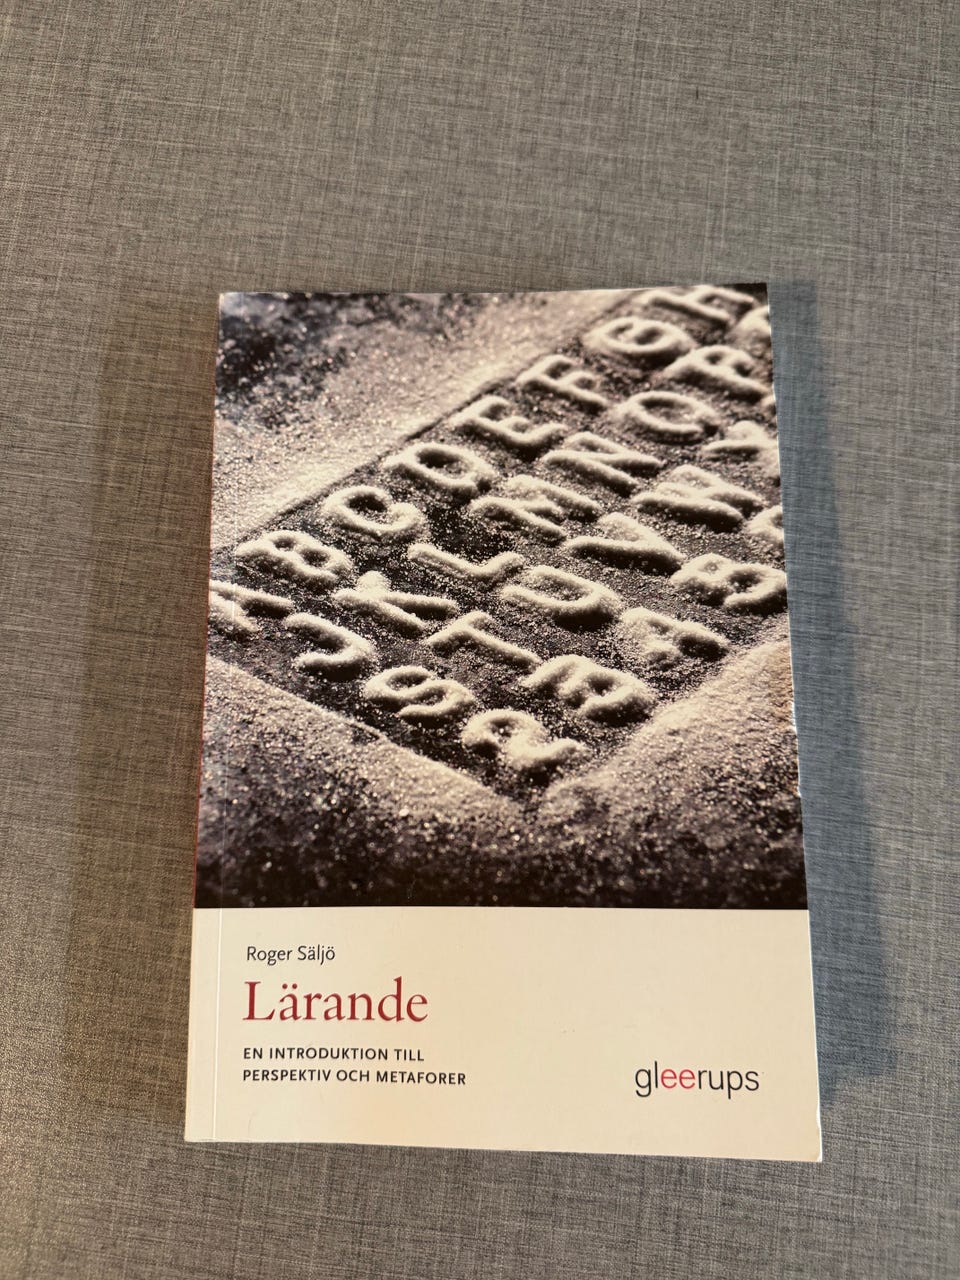 A B C D E F G H
J K L M N O P
S T U V W X
R B E A B
Roger Säljö
Lärande
EN INTRODUKTION TILL
PERSPEKTIV OCH METAFORER
gleerups